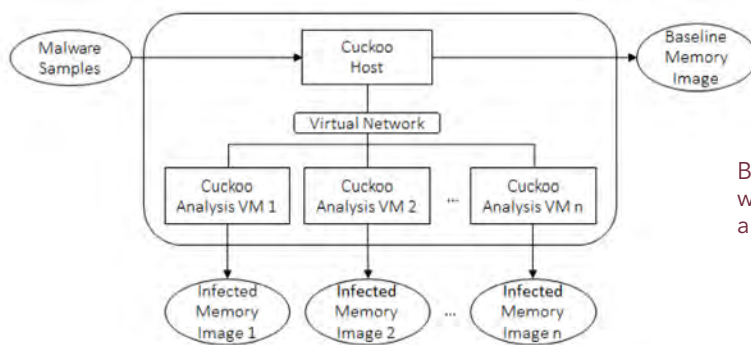 Malware
Samples
Cuckoo
Host
Baseline
Memory
Image
Virtual Network
Cuckoo
Analysis VM 1
Cuckoo
Analysis VM 2
...
Cuckoo
Analysis VM n
Infected
Memory
Image 1
Infected
Memory
Image 2
...
Infected
Memory
Image n
B
w
a